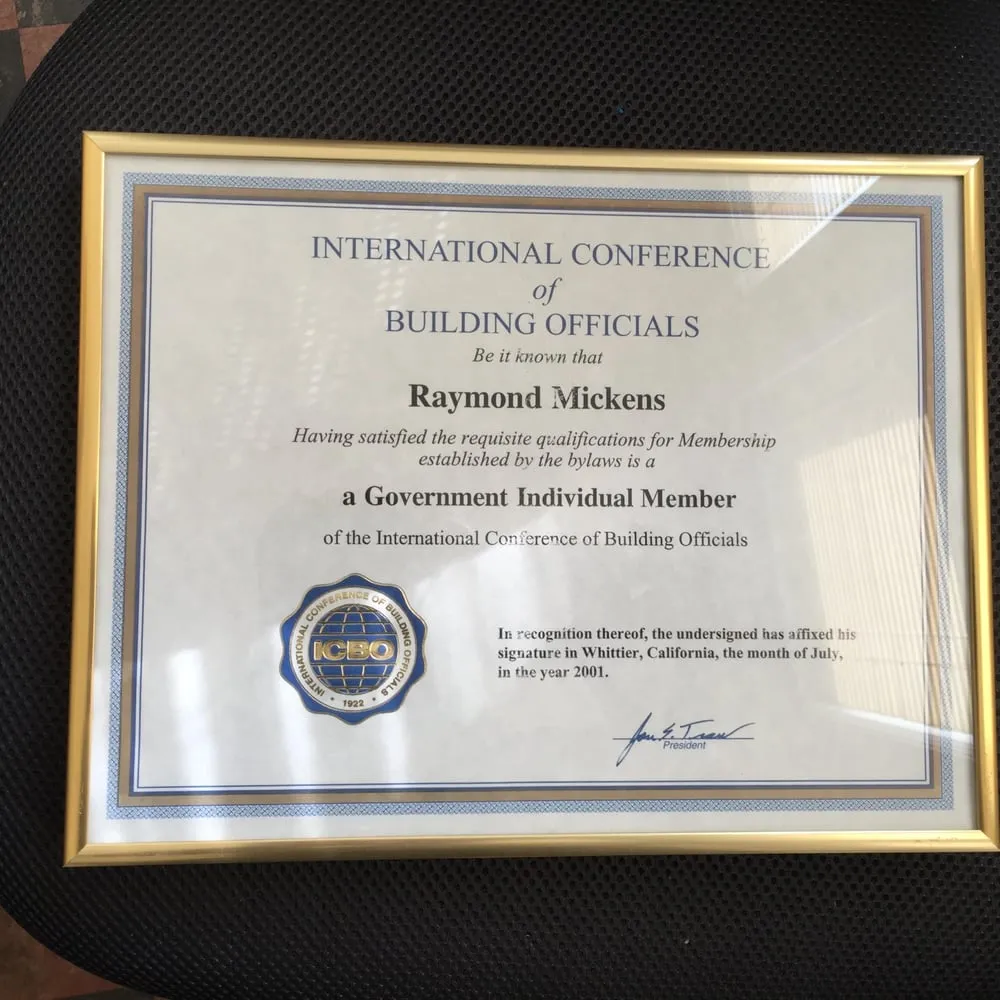 INTERNATIONAL CONFERENCE
of
BUILDING OFFICIALS
Be it known that
Raymond Mickens
Having satisfied the requisite qualifications for Membership
established by the bylaws is a
a Government Individual Member
of the International Conference of Building Officials
INTERNATIONAL CONFERENCE OF BUILDING OFFICIALS
ICBO
• 1922 •
In recognition thereof, the undersigned has affixed his
signature in Whittier, California, the month of July,
in the year 2001.
President